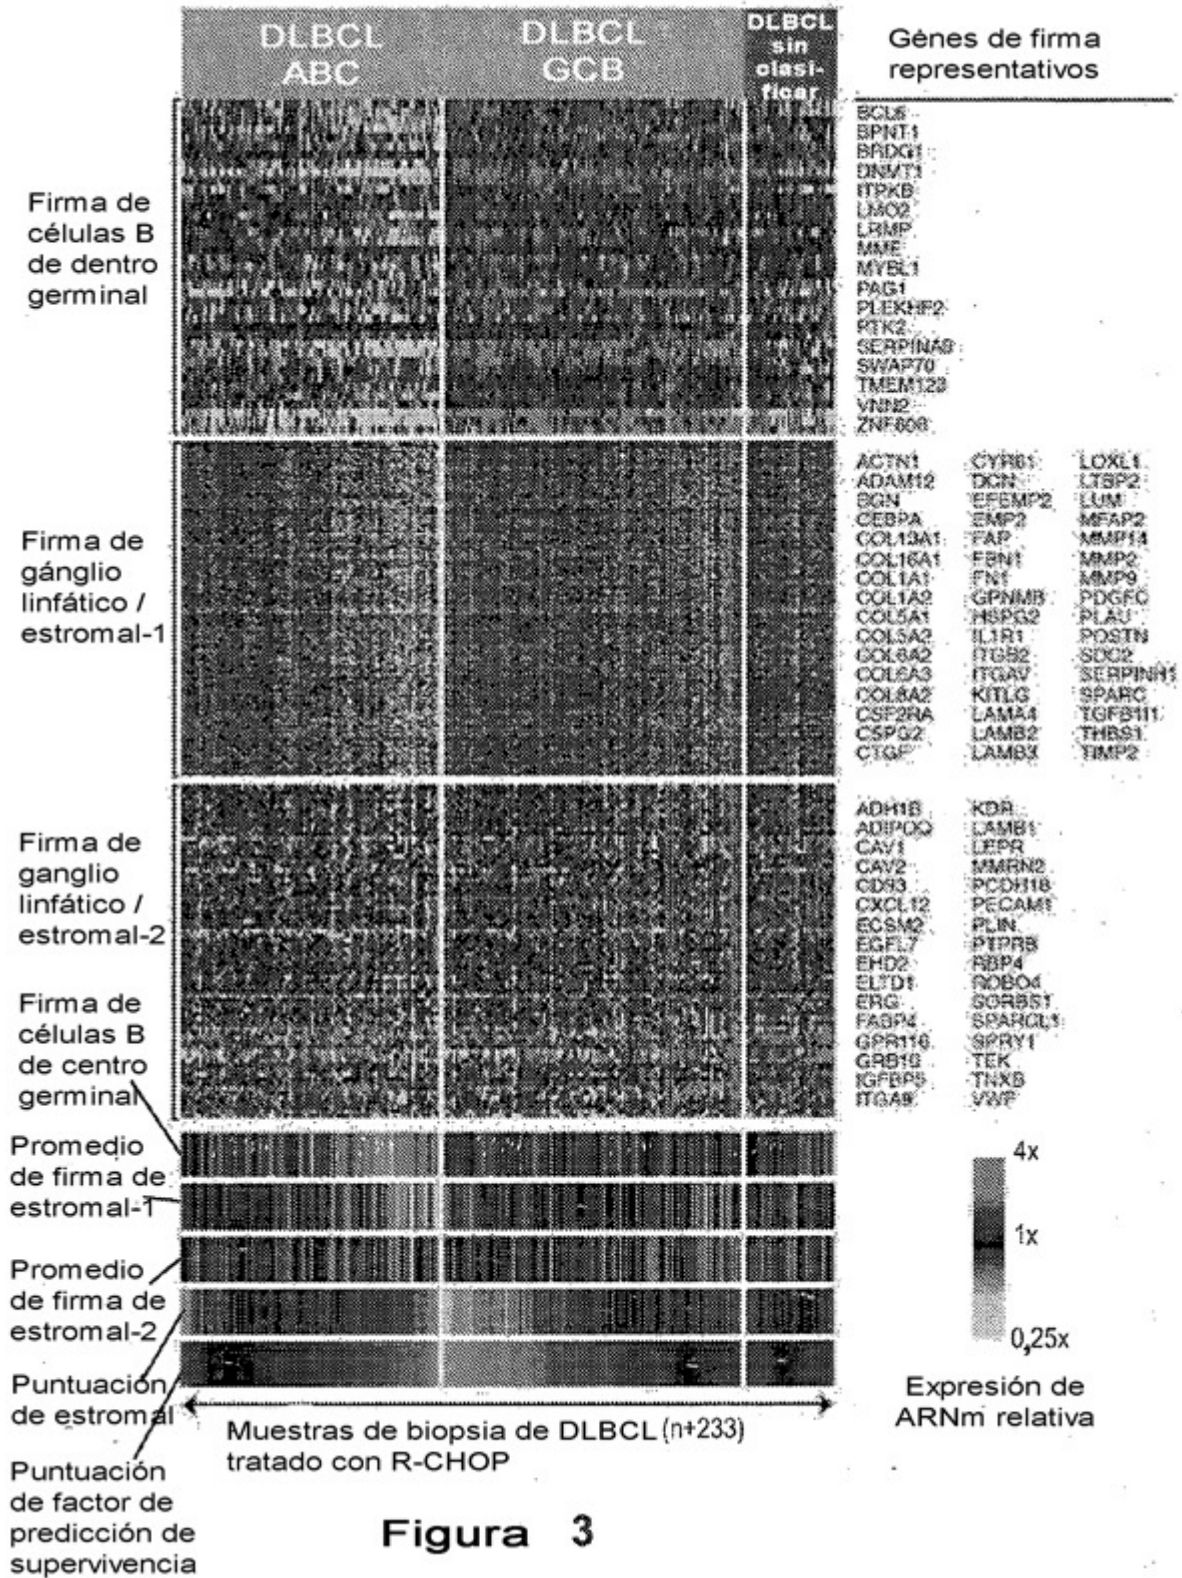 DLBCL
ABC
DLBCL
GCB
DLBCL
sin
clasi-
ficar
Génes de firma
representativos
Firma de
células B
de dentro
germinal
BCL6
BPNT1
BRDG1
DNMT1
ITPKB
LMO2
LRMP
MME
MYBL1
PAG1
PLEKHF2
PTK2
SERPINA9
SWAP70
TMEM123
VNN2
ZNF608
Firma de
gánglio
linfático /
estromal-1
ACTN1 CYR61 LOXL1
ADAM12 DCN LTBP2
BGN EFEMP2 LUM
CEBPA EMP2 MFAP2
COL13A1 FAP MMP14
COL16A1 FBN1 MMP2
COL1A1 FN1 MMP9
COL1A2 GPNMB PDGFC
COL5A1 HSPG2 PLAU
COL5A2 IL1R1 POSTN
COL6A2 ITGB2 SDC2
COL6A3 ITGAV SERPINH1
COL8A2 KITLG SPARC
CSF2RA LAMA4 TGFB1I1
CSPG2 LAMB2 THBS1
CTGF LAMB3 TIMP2
Firma de
ganglio
linfático /
estromal-2
ADH1B KDR
ADIPOQ LAMB1
CAV1 LEPR
CAV2 MMRN2
CD93 PCDH18
CXCL12 PECAM1
ECSM2 PLIN
EGFL7 PTPRB
EHD2 RBP4
ELTD1 ROBO4
ERG SORBS1
FABP4 SPARCL1
GPR116 SPRY1
GRB10 TEK
IGFBP5 TNXB
ITGA9 VWF
Firma de
células B
de centro
germinal
Promedio
de firma de
estromal-1
Promedio
de firma de
estromal-2
Puntuación
de estromal
Puntuación
de factor de
predicción de
supervivencia
4x
1x
0,25x
Expresión de
ARNm relativa
Muestras de biopsia de DLBCL (n+233)
tratado con R-CHOP
Figura 3